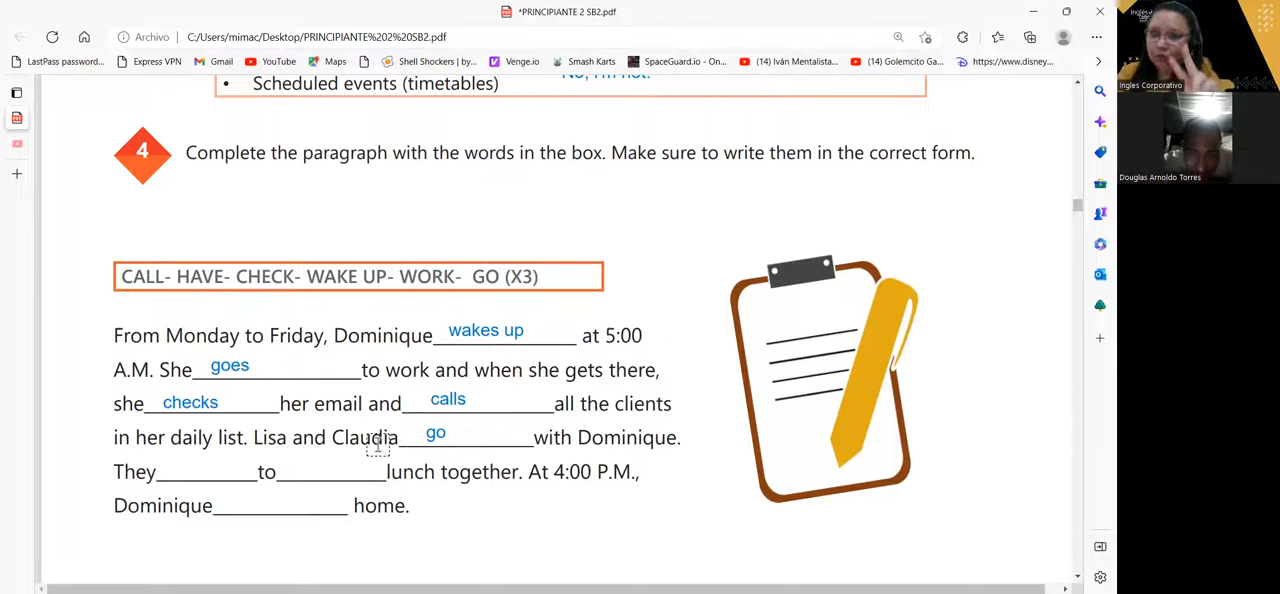 *PRINCIPIANTE 2 SB2.pdf
Archivo C:/Users/mimac/Desktop/PRINCIPIANTE%202%20SB2.pdf
LastPass password... Express VPN Gmail YouTube Maps Shell Shockers | by... Venge.io Smash Karts SpaceGuard.io - On... (14) Iván Mentalista... (14) Golemcito Ga... https://www.disney...
No, I'm not.
• Scheduled events (timetables)
4 Complete the paragraph with the words in the box. Make sure to write them in the correct form.
CALL- HAVE- CHECK- WAKE UP- WORK- GO (X3)
From Monday to Friday, Dominique wakes up at 5:00
A.M. She goes to work and when she gets there,
she checks her email and calls all the clients
in her daily list. Lisa and Claudia go with Dominique.
They__________to__________lunch together. At 4:00 P.M.,
Dominique__________ home.
Inglés
Ingles Corporativo
Douglas Arnoldo Torres